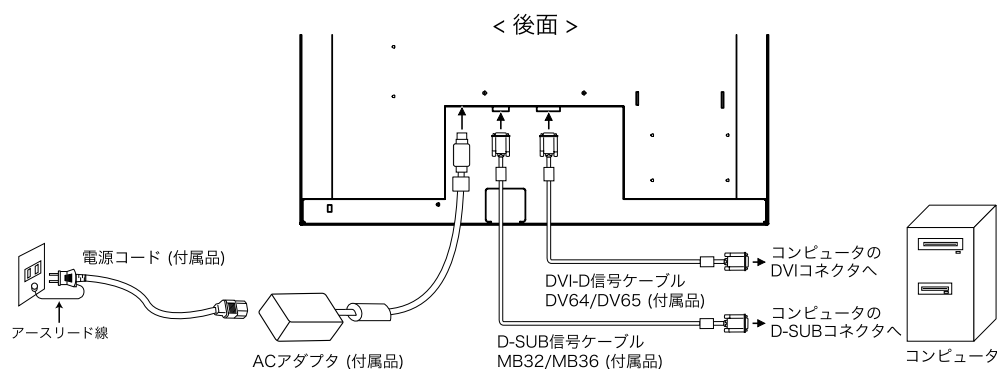 < 後面 >
電源コード (付属品)
アースリード線
ACアダプタ (付属品)
DVI-D信号ケーブル
DV64/DV65 (付属品)
D-SUB信号ケーブル
MB32/MB36 (付属品)
コンピュータの
DVIコネクタへ
コンピュータの
D-SUBコネクタへ
コンピュータ